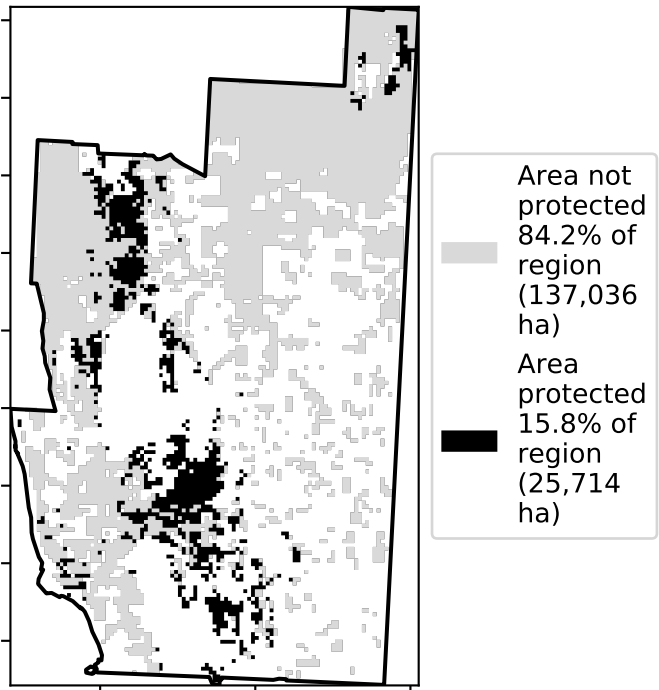 Area not
protected
84.2% of
region
(137,036
ha)
Area
protected
15.8% of
region
(25,714
ha)